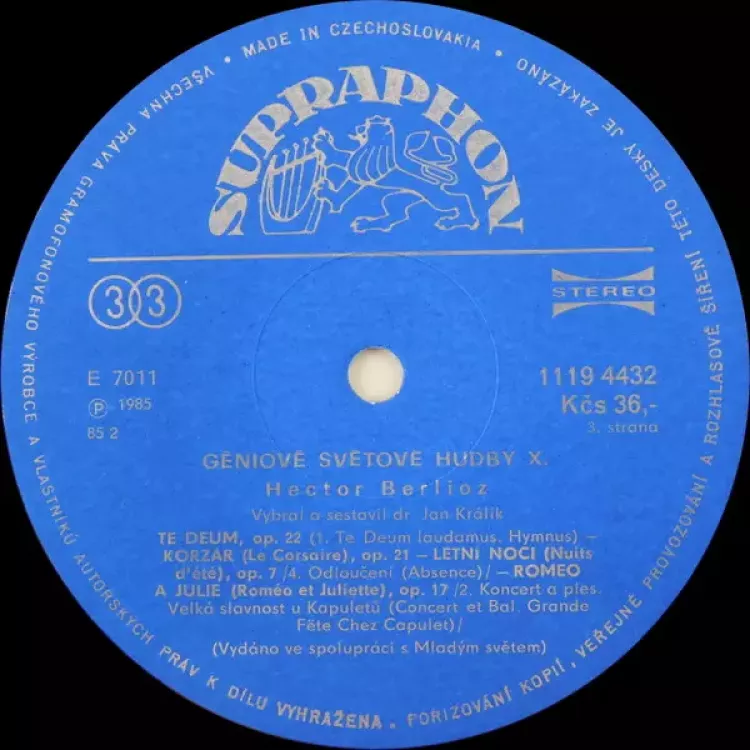 VŠECHNA PRÁVA GRAMOFONOVÉHO VÝROBCE A VLASTNÍKŮ AUTORSKÝCH PRÁV K DÍLU VYHRAŽENA. POŘIZOVÁNÍ KOPIÍ, VEŘEJNÉ PROVOZOVÁNÍ A ROZHLASOVÉ ŠÍŘENÍ TÉTO DESKY JE ZAKÁZÁNO
• MADE IN CZECHOSLOVAKIA •
SUPRAPHON
33
STEREO
E 7011
℗ 1985
85 2
1119 4432
Kčs 36,-
3. strana
GÉNIOVÉ SVĚTOVÉ HUDBY X.
Hector Berlioz
Vybral a sestavil dr. Jan Králík
TE DEUM, op. 22 (1. Te Deum laudamus. Hymnus) –
KORZÁR (Le Corsaire), op. 21 – LETNÍ NOCI (Nuits
d'été), op. 7 /4. Odloučení (Absence)/ – ROMEO
A JULIE (Roméo et Juliette), op. 17 /2. Koncert a ples.
Velká slavnost u Kapuletů (Concert et Bal. Grande
Fête Chez Capulet)/
(Vydáno ve spolupráci s Mladým světem)